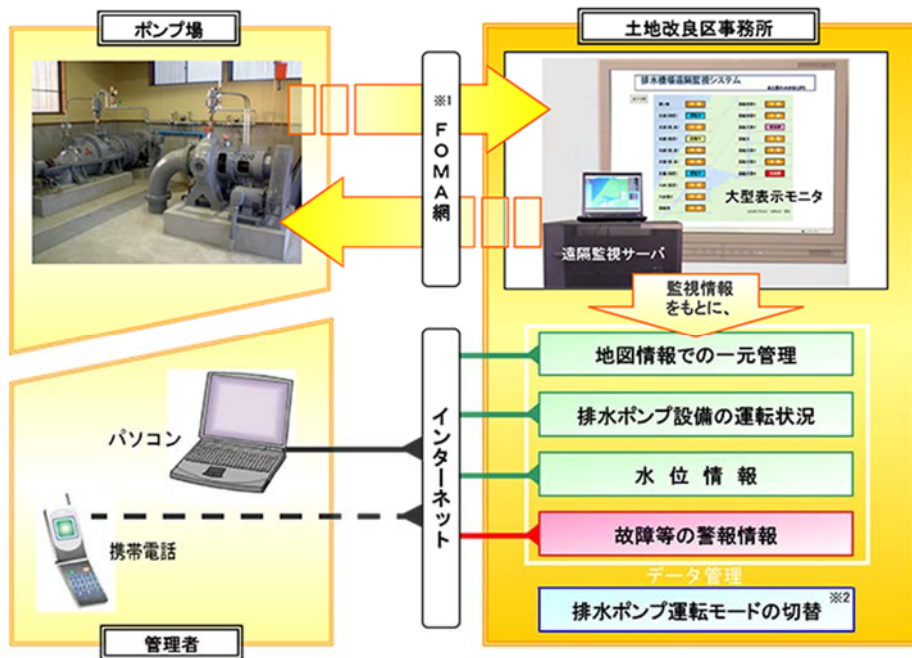 ポンプ場
土地改良区事務所
※1
FOMA網
排水機場遠隔監視システム
大型表示モニタ
遠隔監視サーバ
監視情報
をもとに、
地図情報での一元管理
排水ポンプ設備の運転状況
水位情報
故障等の警報情報
データ管理
排水ポンプ運転モードの切替
※2
インターネット
パソコン
携帯電話
管理者